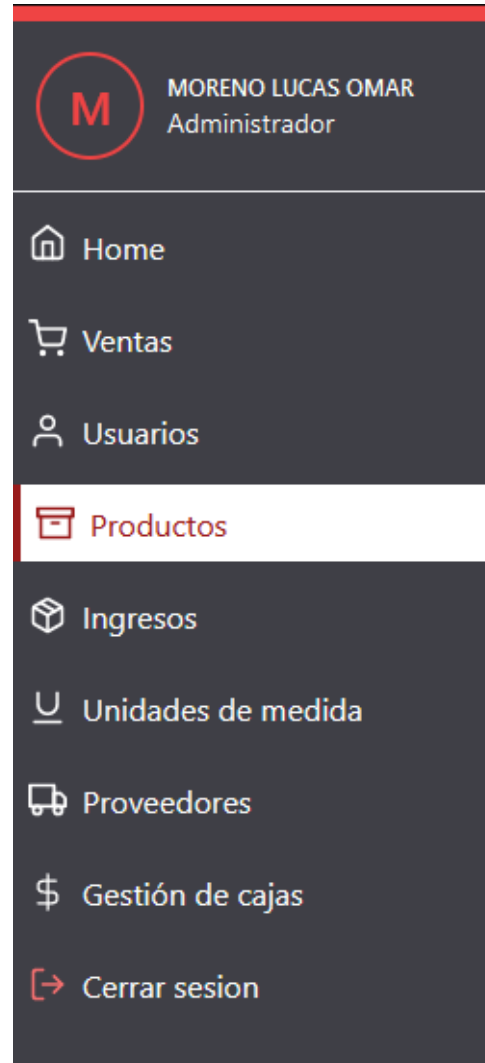 M
MORENO LUCAS OMAR
Administrador
Home
Ventas
Usuarios
Productos
Ingresos
Unidades de medida
Proveedores
$ Gestión de cajas
Cerrar sesion